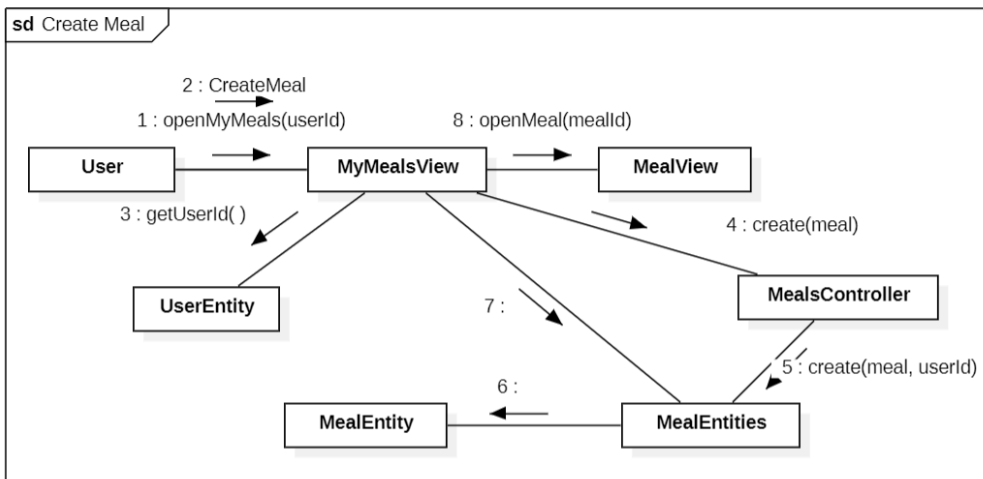 sd Create Meal
2 : CreateMeal
1 : openMyMeals(userId)
8 : openMeal(mealId)
User
MyMealsView
MealView
3 : getUserId( )
4 : create(meal)
UserEntity
MealsController
7 :
5 : create(meal, userId)
6 :
MealEntity
MealEntities